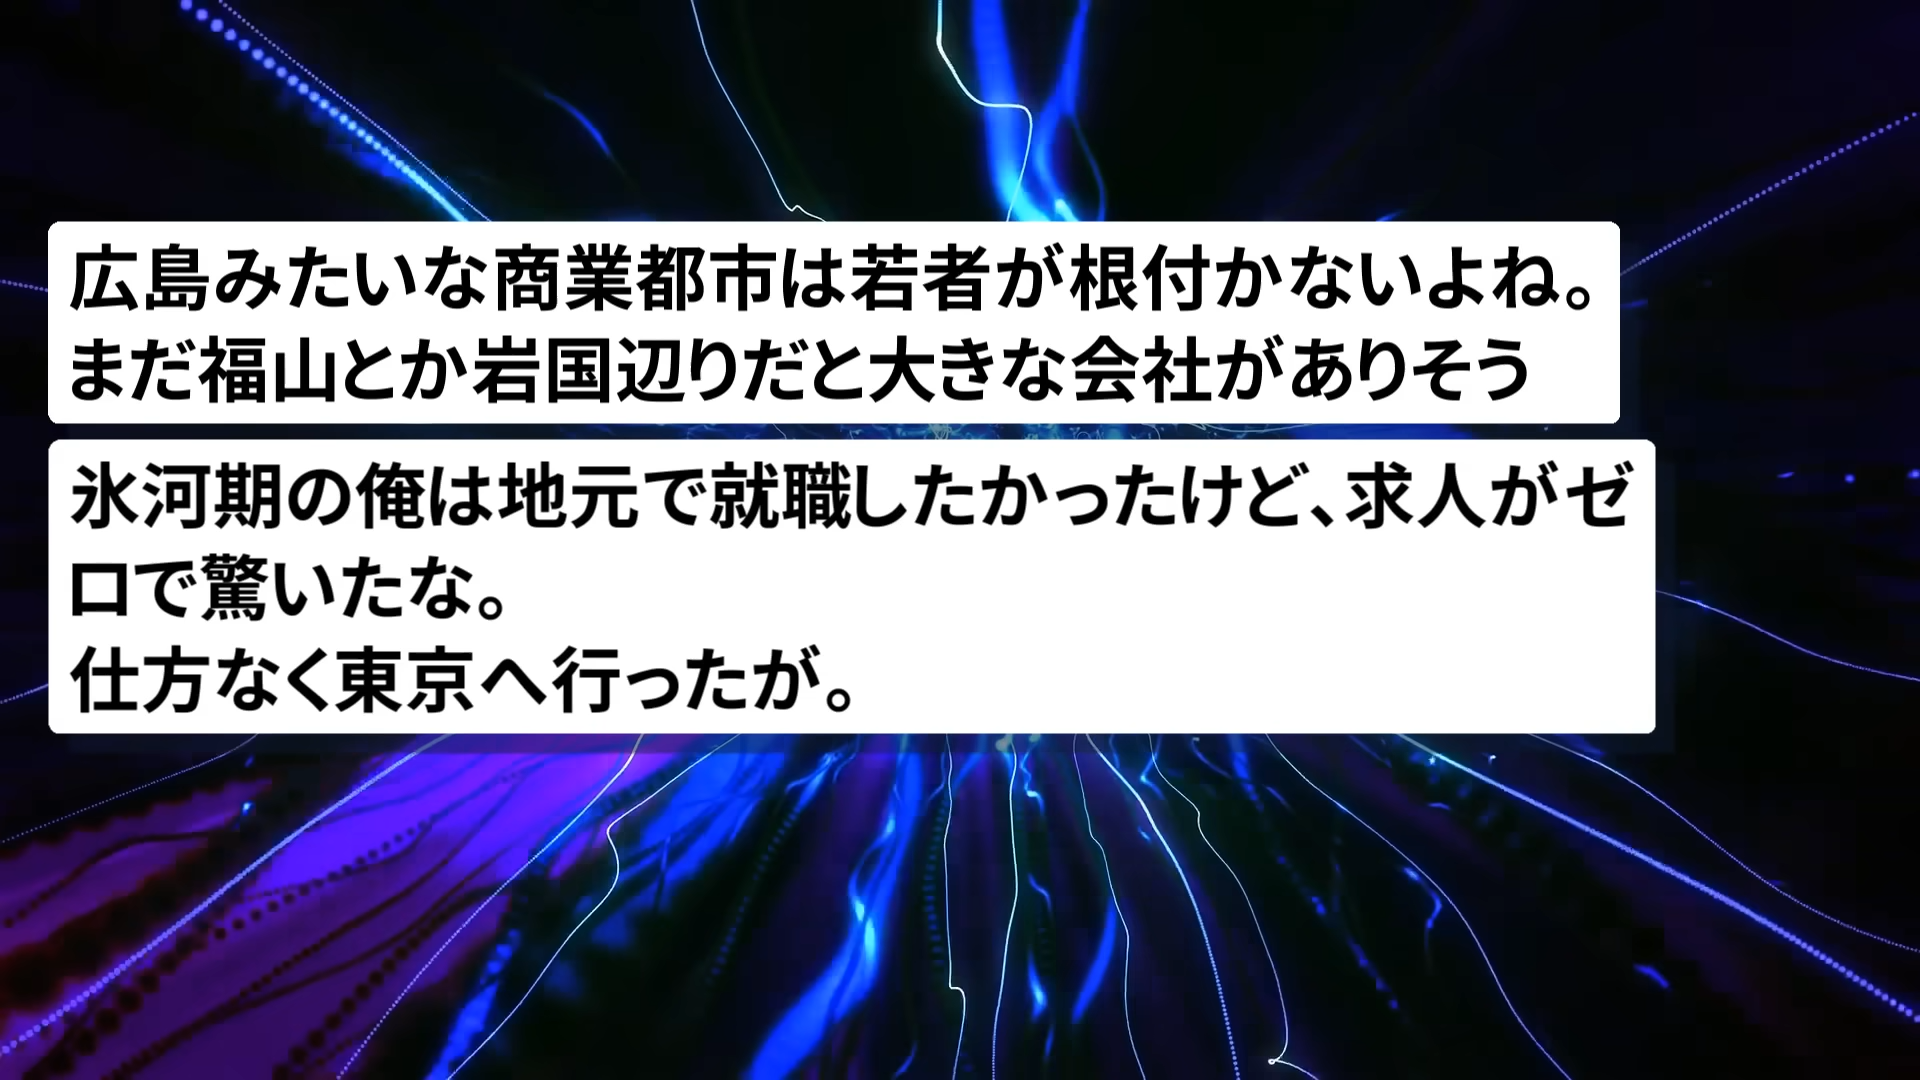 広島みたいな商業都市は若者が根付かないよね。
まだ福山とか岩国辺りだと大きな会社がありそう
氷河期の俺は地元で就職したかったけど、求人がゼ
ロで驚いたな。
仕方なく東京へ行ったが。